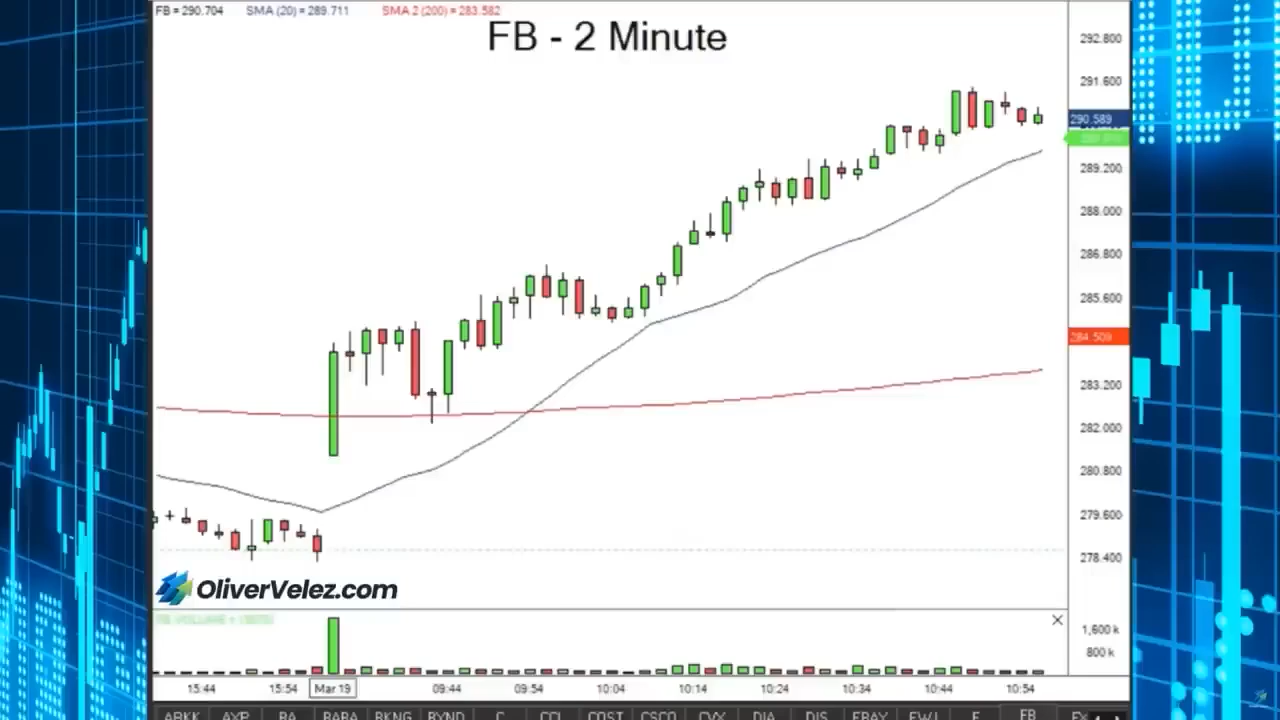 FB = 290.704 SMA (20) = 289.711 SMA 2 (200) = 283.582
FB - 2 Minute
292.800
291.600
290.589
289.200
288.000
286.800
285.600
284.509
283.200
282.000
280.800
279.600
278.400
OliverVelez.com
1,600 k
800 k
15:44 15:54 Mar 19 09:44 09:54 10:04 10:14 10:24 10:34 10:44 10:54
ARKK AXP BA BABA BKNG BYND C CCL COST CSCO CVX DIA DIS EBAY EWJ F FB